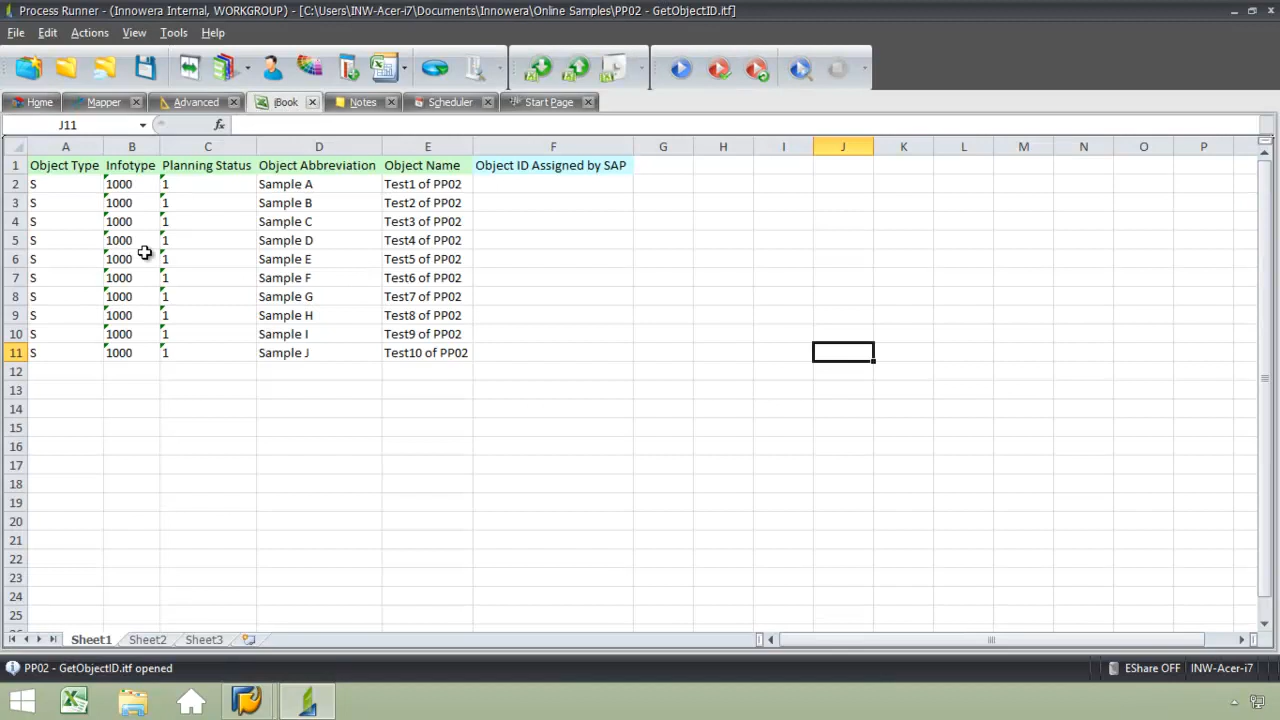 Process Runner - (Innowera Internal, WORKGROUP) - [C:\Users\INW-Acer-i7\Documents\Innowera\Online Samples\PP02 - GetObjectID.itf]
File Edit Actions View Tools Help
Home Mapper Advanced iBook Notes Scheduler Start Page
J11 fx
A B C D E F G H I J K L M N O P
1 Object Type Infotype Planning Status Object Abbreviation Object Name Object ID Assigned by SAP
2 S 1000 1 Sample A Test1 of PP02
3 S 1000 1 Sample B Test2 of PP02
4 S 1000 1 Sample C Test3 of PP02
5 S 1000 1 Sample D Test4 of PP02
6 S 1000 1 Sample E Test5 of PP02
7 S 1000 1 Sample F Test6 of PP02
8 S 1000 1 Sample G Test7 of PP02
9 S 1000 1 Sample H Test8 of PP02
10 S 1000 1 Sample I Test9 of PP02
11 S 1000 1 Sample J Test10 of PP02
12
13
14
15
16
17
18
19
20
21
22
23
24
25
Sheet1 Sheet2 Sheet3
PP02 - GetObjectID.itf opened EShare OFF INW-Acer-i7